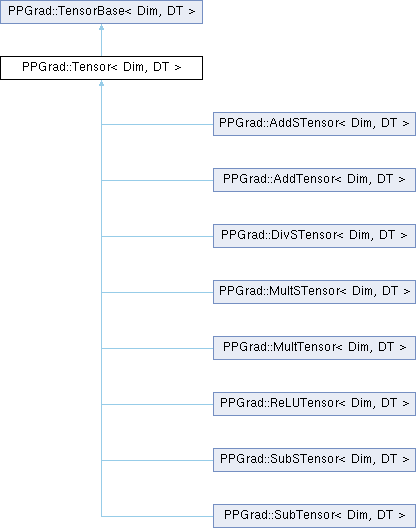 PPGrad::TensorBase< Dim, DT >
PPGrad::Tensor< Dim, DT >
PPGrad::AddSTensor< Dim, DT >
PPGrad::AddTensor< Dim, DT >
PPGrad::DivSTensor< Dim, DT >
PPGrad::MultSTensor< Dim, DT >
PPGrad::MultTensor< Dim, DT >
PPGrad::ReLUTensor< Dim, DT >
PPGrad::SubSTensor< Dim, DT >
PPGrad::SubTensor< Dim, DT >